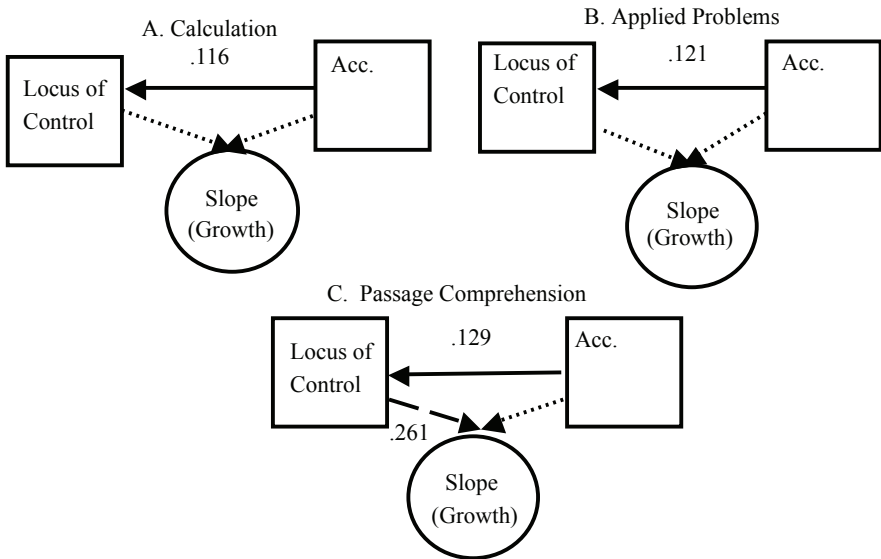 A. Calculation
.116
Locus of
Control
Acc.
Slope
(Growth)
B. Applied Problems
.121
Locus of
Control
Acc.
Slope
(Growth)
C. Passage Comprehension
.129
Locus of
Control
Acc.
.261
Slope
(Growth)